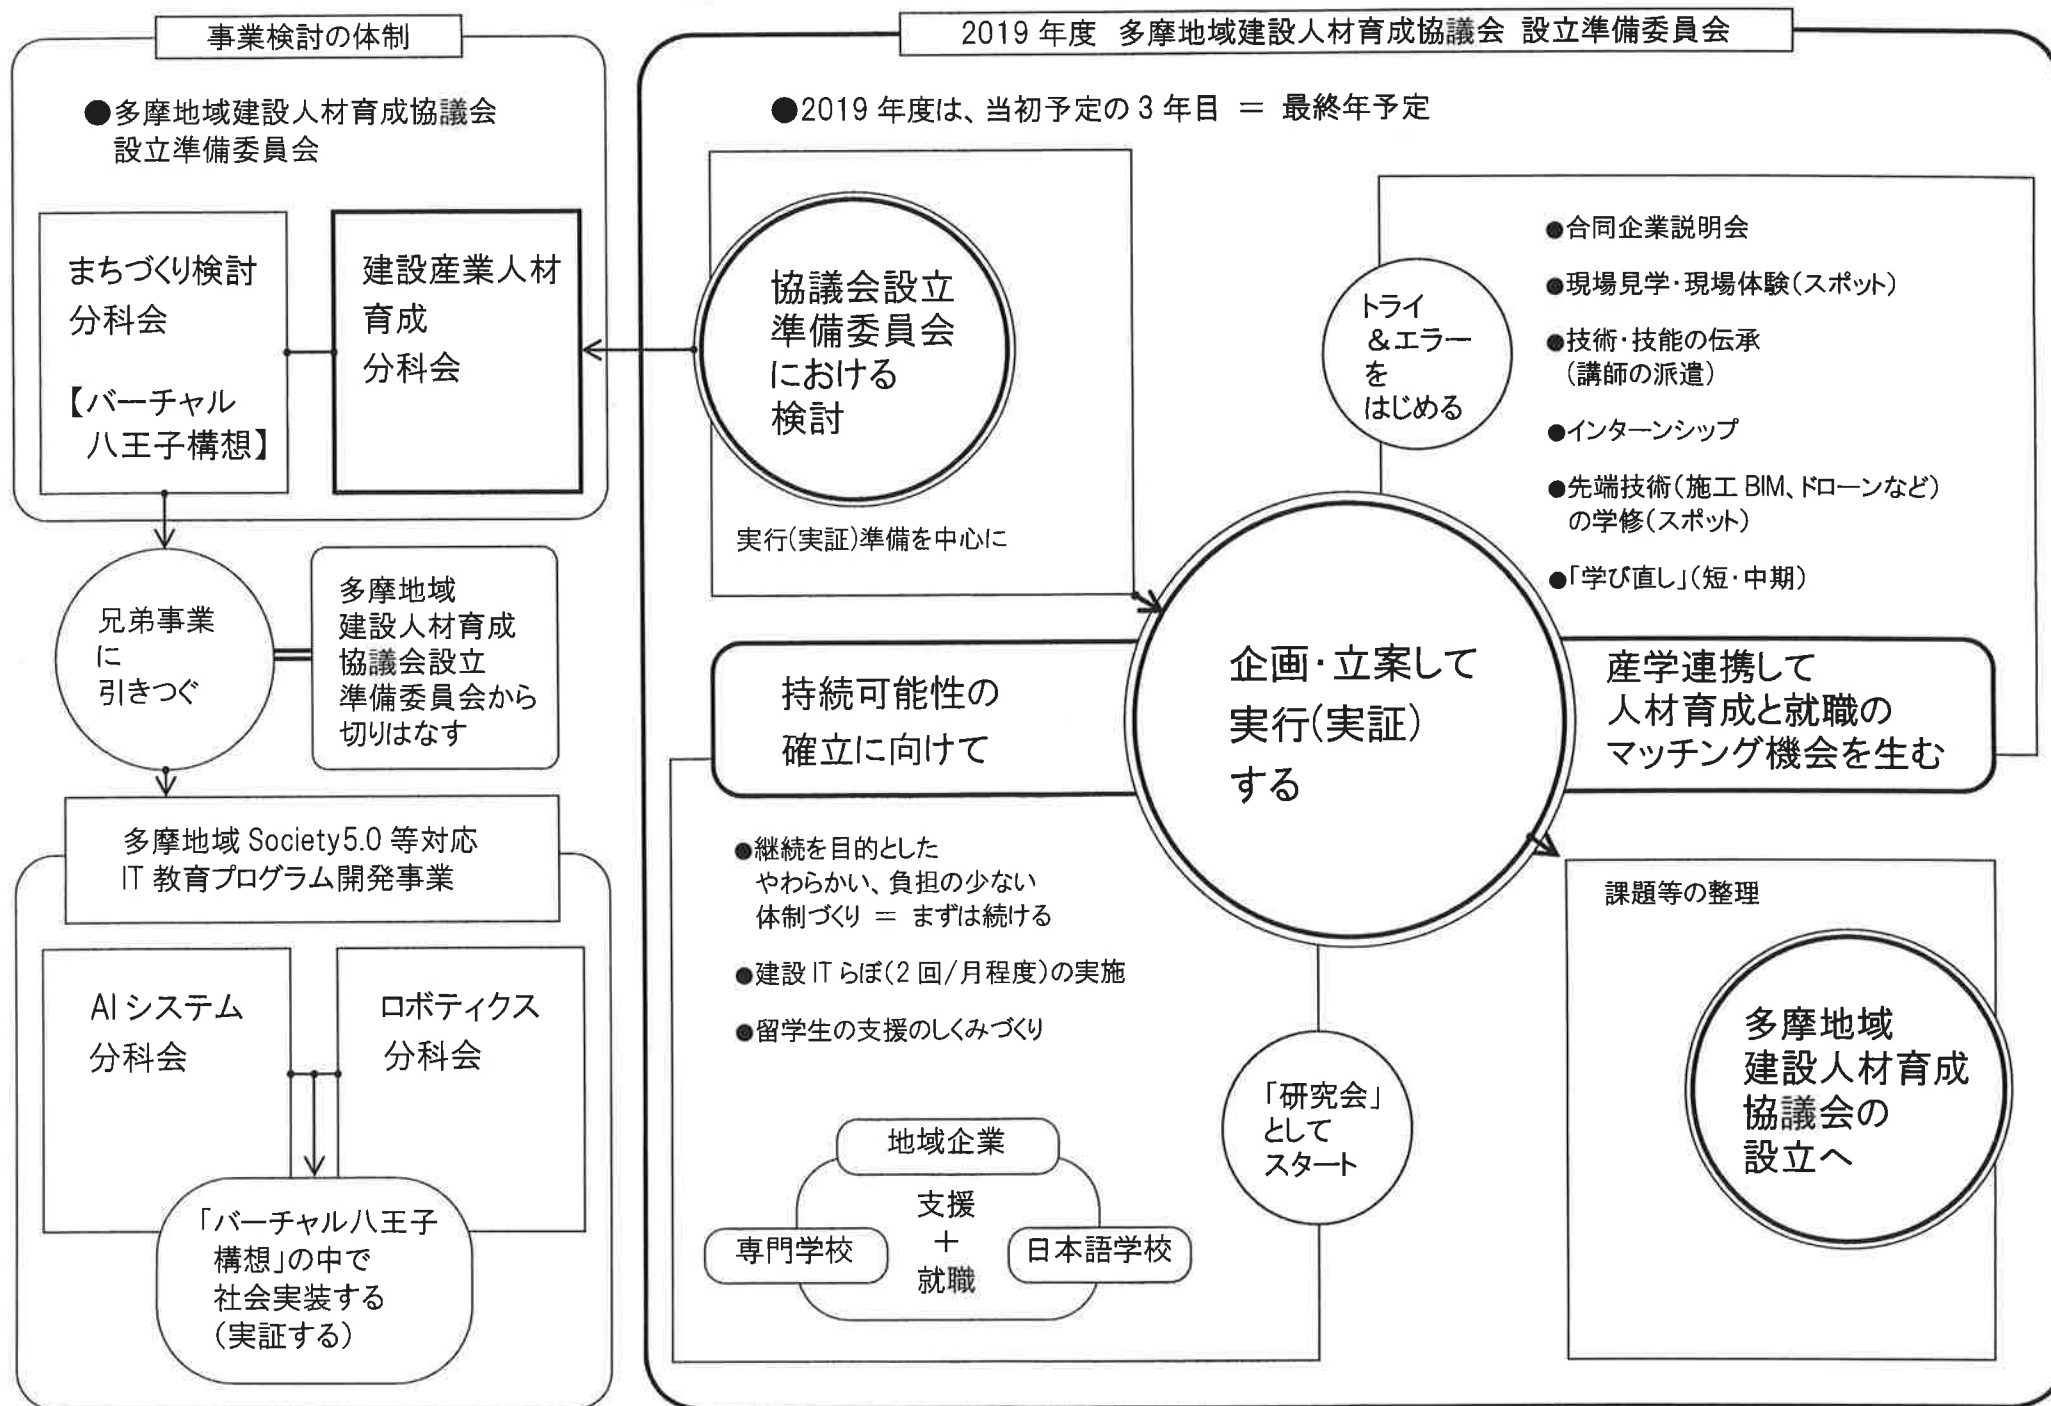 事業検討の体制
●多摩地域建設人材育成協議会
設立準備委員会
まちづくり検討
分科会
【バーチャル
八王子構想】
建設産業人材
育成
分科会
兄弟事業
に
引きつぐ
多摩地域
建設人材育成
協議会設立
準備委員会から
切りはなす
多摩地域 Society5.0 等対応
IT 教育プログラム開発事業
AI システム
分科会
ロボティクス
分科会
「バーチャル八王子
構想」の中で
社会実装する
(実証する)
2019 年度 多摩地域建設人材育成協議会 設立準備委員会
●2019 年度は、当初予定の 3 年目 ＝ 最終年予定
協議会設立
準備委員会
における
検討
実行(実証)準備を中心に
トライ
&エラー
を
はじめる
●合同企業説明会
●現場見学・現場体験(スポット)
●技術・技能の伝承
(講師の派遣)
●インターンシップ
●先端技術(施工 BIM、ドローンなど)
の学修(スポット)
●「学び直し」(短・中期)
持続可能性の
確立に向けて
企画・立案して
実行(実証)
する
産学連携して
人材育成と就職の
マッチング機会を生む
●継続を目的とした
やわらかい、負担の少ない
体制づくり ＝ まずは続ける
●建設 IT らぼ(2 回/月程度)の実施
●留学生の支援のしくみづくり
地域企業
支援
＋
就職
専門学校
日本語学校
「研究会」
として
スタート
課題等の整理
多摩地域
建設人材育成
協議会の
設立へ